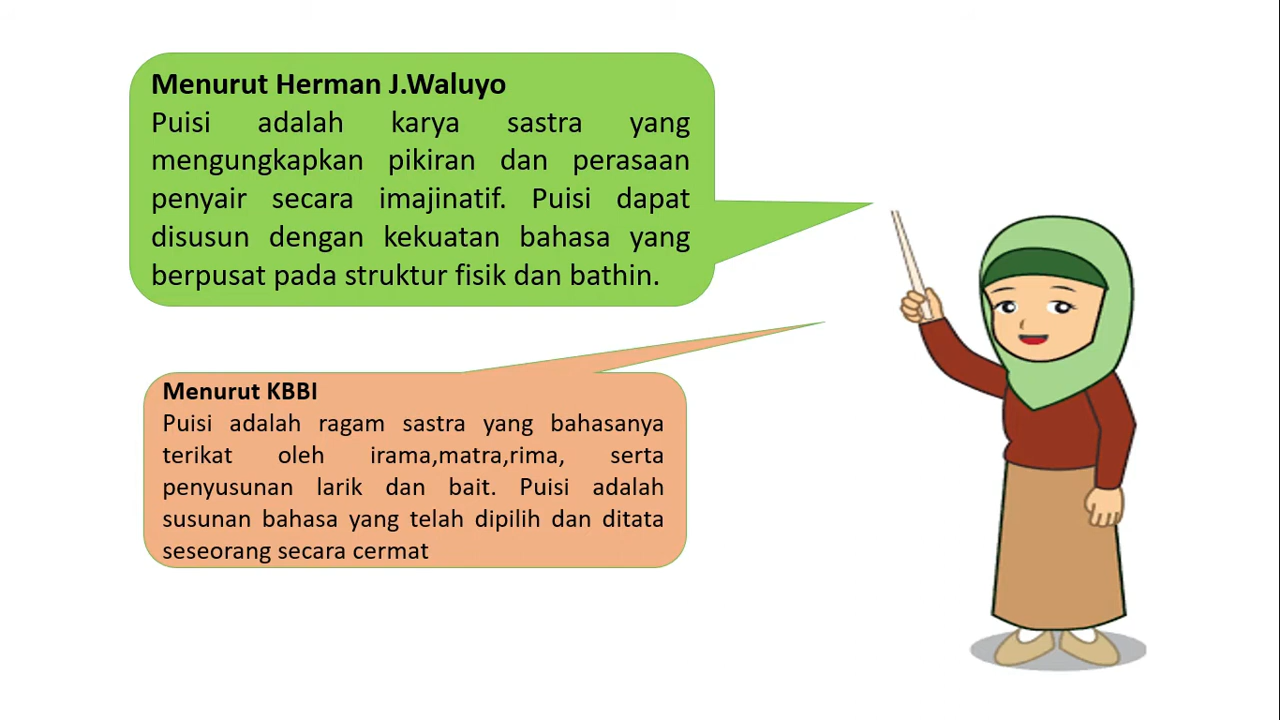 Menurut Herman J.Waluyo
Puisi adalah karya sastra yang
mengungkapkan pikiran dan perasaan
penyair secara imajinatif. Puisi dapat
disusun dengan kekuatan bahasa yang
berpusat pada struktur fisik dan bathin.
Menurut KBBI
Puisi adalah ragam sastra yang bahasanya
terikat oleh irama,matra,rima, serta
penyusunan larik dan bait. Puisi adalah
susunan bahasa yang telah dipilih dan ditata
seseorang secara cermat